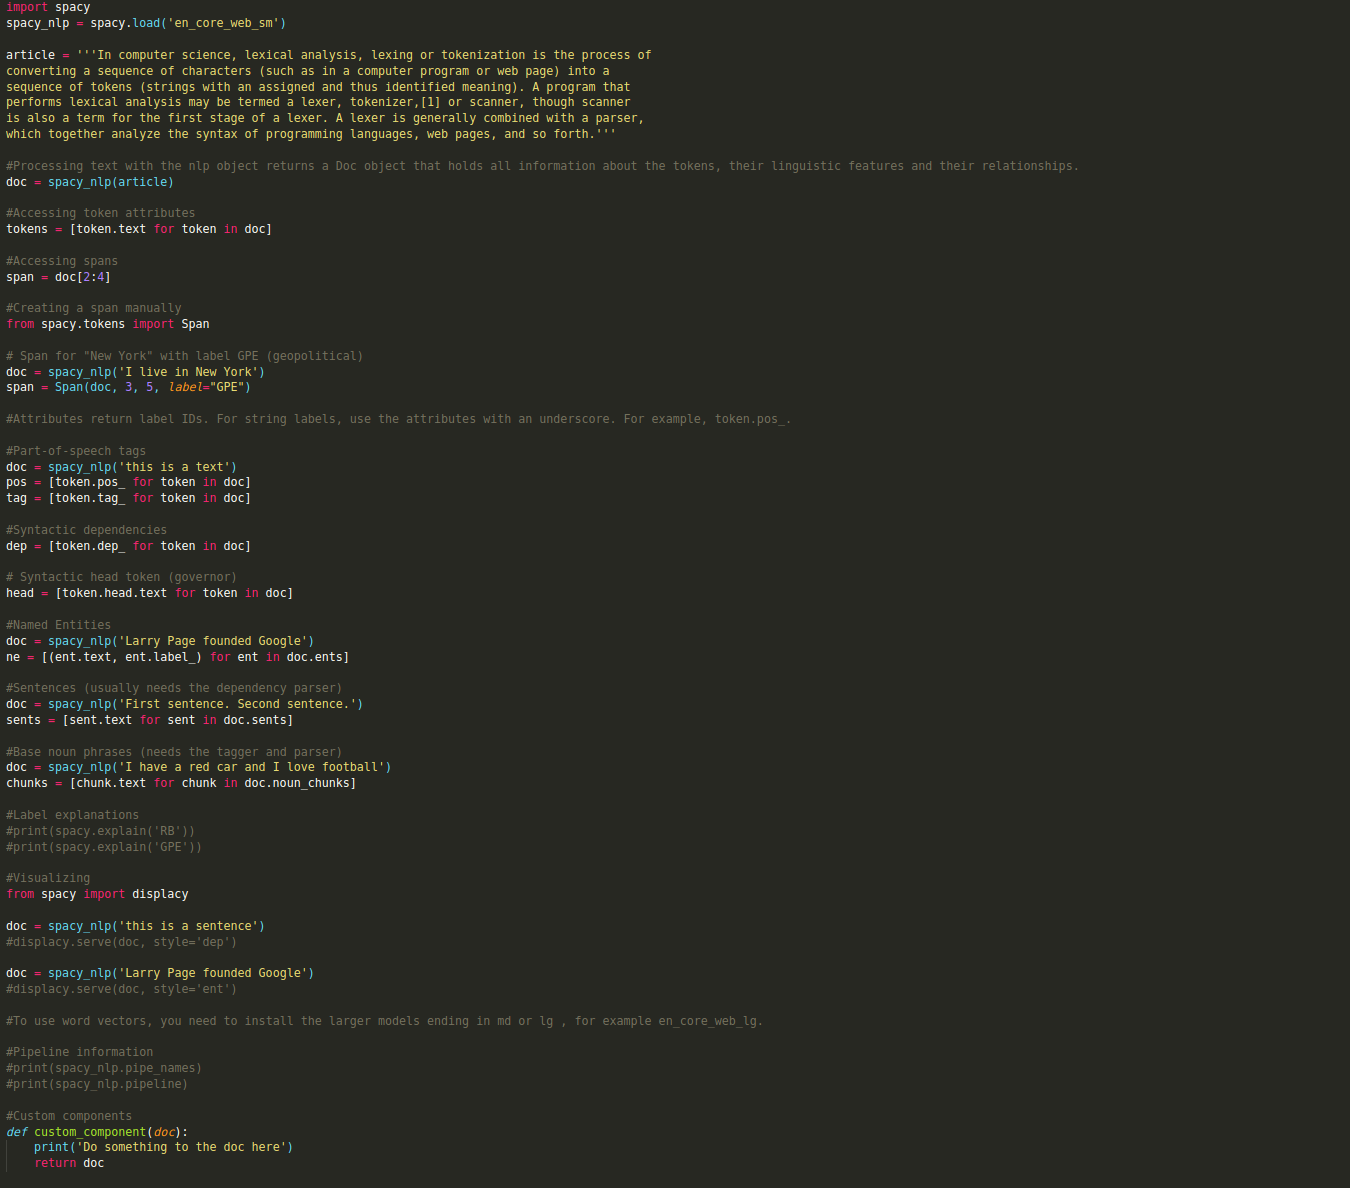 import spacy
spacy_nlp = spacy.load('en_core_web_sm')
article = '''In computer science, lexical analysis, lexing or tokenization is the process of
converting a sequence of characters (such as in a computer program or web page) into a
sequence of tokens (strings with an assigned and thus identified meaning). A program that
performs lexical analysis may be termed a lexer, tokenizer,[1] or scanner, though scanner
is also a term for the first stage of a lexer. A lexer is generally combined with a parser,
which together analyze the syntax of programming languages, web pages, and so forth.'''
#Processing text with the nlp object returns a Doc object that holds all information about the tokens, their linguistic features and their relationships.
doc = spacy_nlp(article)
#Accessing token attributes
tokens = [token.text for token in doc]
#Accessing spans
span = doc[2:4]
#Creating a span manually
from spacy.tokens import Span
# Span for "New York" with label GPE (geopolitical)
doc = spacy_nlp('I live in New York')
span = Span(doc, 3, 5, label="GPE")
#Attributes return label IDs. For string labels, use the attributes with an underscore. For example, token.pos_.
#Part-of-speech tags
doc = spacy_nlp('this is a text')
pos = [token.pos_ for token in doc]
tag = [token.tag_ for token in doc]
#Syntactic dependencies
dep = [token.dep_ for token in doc]
# Syntactic head token (governor)
head = [token.head.text for token in doc]
#Named Entities
doc = spacy_nlp('Larry Page founded Google')
ne = [(ent.text, ent.label_) for ent in doc.ents]
#Sentences (usually needs the dependency parser)
doc = spacy_nlp('First sentence. Second sentence.')
sents = [sent.text for sent in doc.sents]
#Base noun phrases (needs the tagger and parser)
doc = spacy_nlp('I have a red car and I love football')
chunks = [chunk.text for chunk in doc.noun_chunks]
#Label explanations
#print(spacy.explain('RB'))
#print(spacy.explain('GPE'))
#Visualizing
from spacy import displacy
doc = spacy_nlp('this is a sentence')
#displacy.serve(doc, style='dep')
doc = spacy_nlp('Larry Page founded Google')
#displacy.serve(doc, style='ent')
#To use word vectors, you need to install the larger models ending in md or lg , for example en_core_web_lg.
#Pipeline information
#print(spacy_nlp.pipe_names)
#print(spacy_nlp.pipeline)
#Custom components
def custom_component(doc):
    print('Do something to the doc here')
    return doc